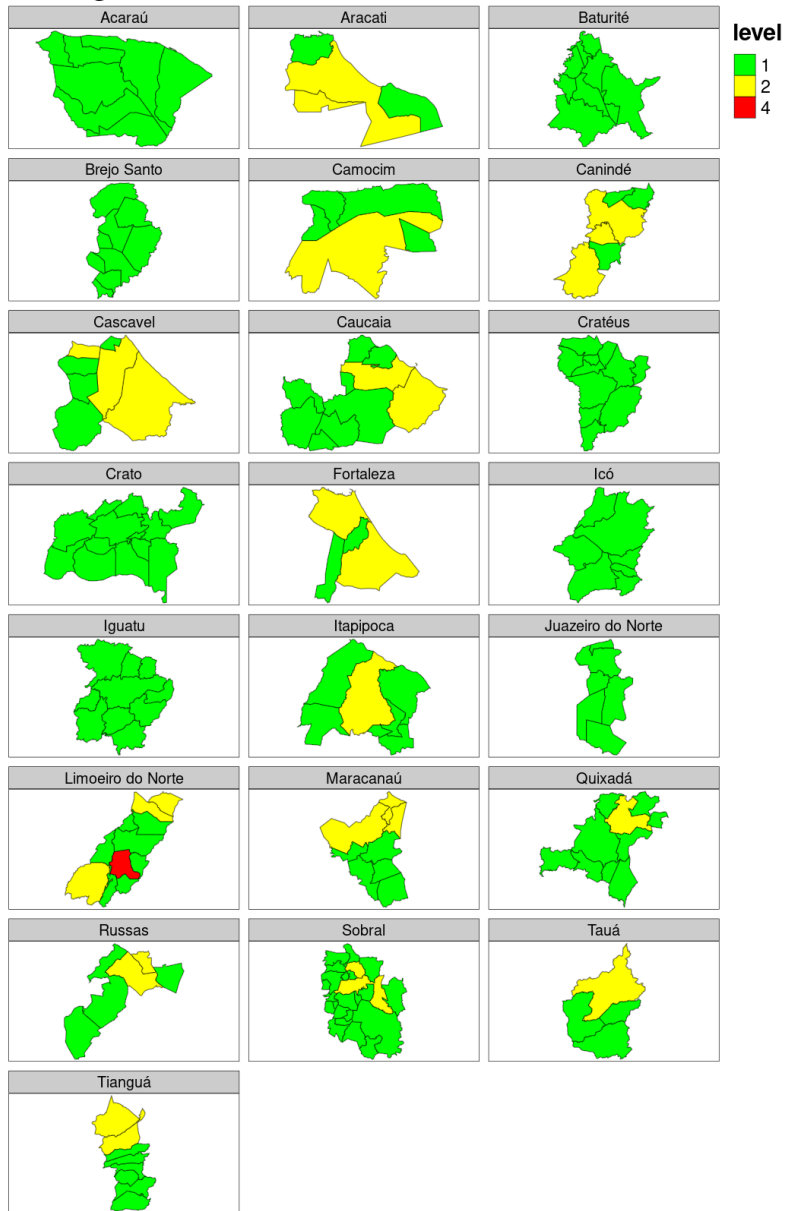 Acaraú
Aracati
Baturité
level
1
2
4
Brejo Santo
Camocim
Canindé
Cascavel
Caucaia
Cratéus
Crato
Fortaleza
Icó
Iguatu
Itapipoca
Juazeiro do Norte
Limoeiro do Norte
Maracanaú
Quixadá
Russas
Sobral
Tauá
Tianguá